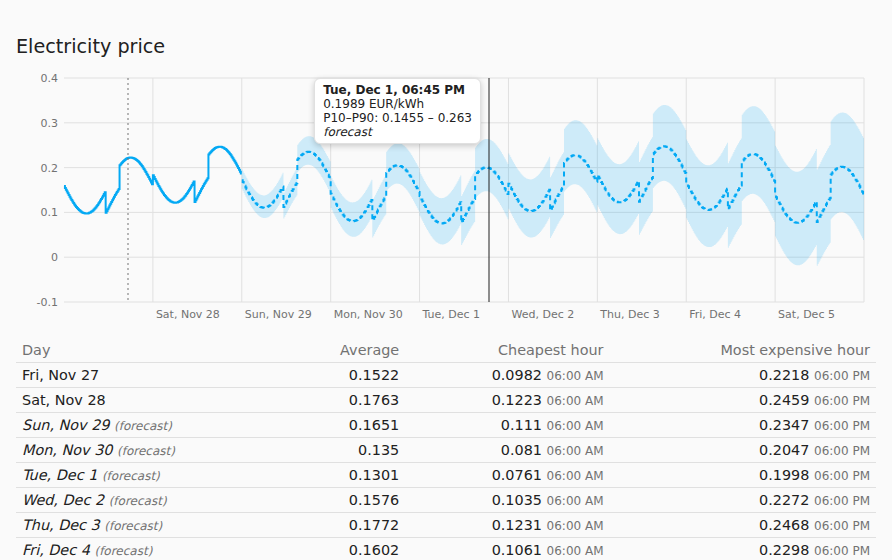 Electricity price
0.4
0.3
0.2
0.1
0
-0.1
Tue, Dec 1, 06:45 PM
0.1989 EUR/kWh
P10–P90: 0.1455 – 0.263
forecast
Sat, Nov 28 Sun, Nov 29 Mon, Nov 30 Tue, Dec 1 Wed, Dec 2 Thu, Dec 3 Fri, Dec 4 Sat, Dec 5
Day Average Cheapest hour Most expensive hour
Fri, Nov 27 0.1522 0.0982 06:00 AM 0.2218 06:00 PM
Sat, Nov 28 0.1763 0.1223 06:00 AM 0.2459 06:00 PM
Sun, Nov 29 (forecast) 0.1651 0.111 06:00 AM 0.2347 06:00 PM
Mon, Nov 30 (forecast) 0.135 0.081 06:00 AM 0.2047 06:00 PM
Tue, Dec 1 (forecast) 0.1301 0.0761 06:00 AM 0.1998 06:00 PM
Wed, Dec 2 (forecast) 0.1576 0.1035 06:00 AM 0.2272 06:00 PM
Thu, Dec 3 (forecast) 0.1772 0.1231 06:00 AM 0.2468 06:00 PM
Fri, Dec 4 (forecast) 0.1602 0.1061 06:00 AM 0.2298 06:00 PM